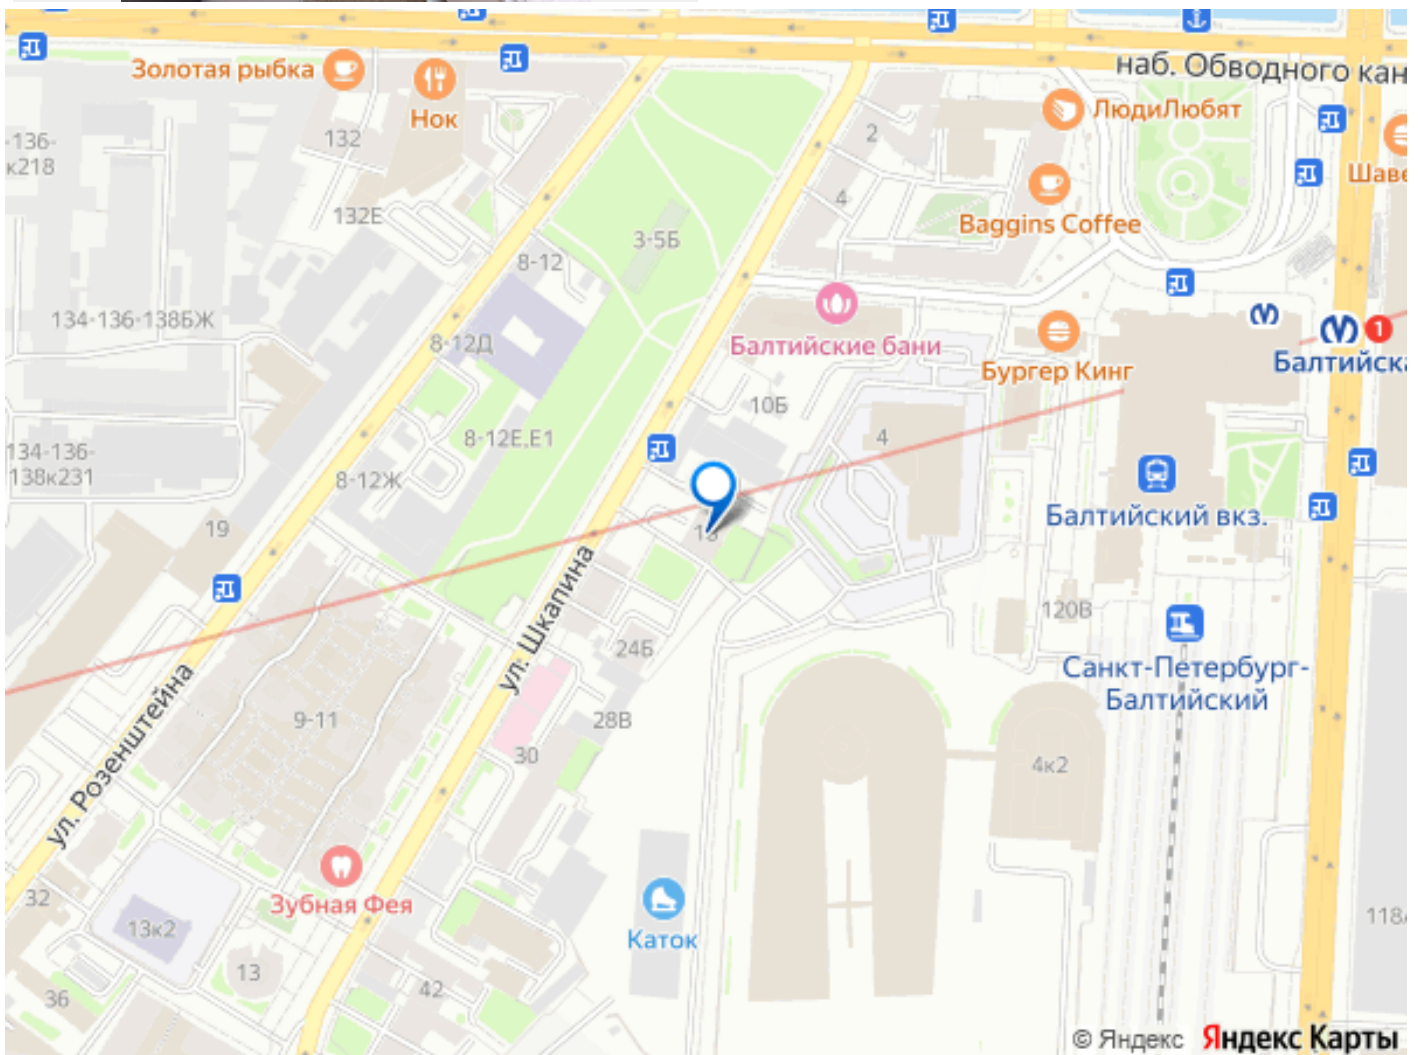 наб. Обводного кан
Золотая рыбка
Нок
ЛюдиЛюбят
Шаве
-136-
к218
132
2
132Е
4
Baggins Coffee
3-5Б
8-12
134-136-138БЖ
8-12Д
Балтийские бани
Бургер Кинг
1
Балтийска
10Б
8-12Е,Е1
4
134-136-
138к231
8-12Ж
Балтийский вкз.
19
ул. Шкапина
120В
24Б
Санкт-Петербург-
Балтийский
ул. Розенштейна
9-11
28В
30
4к2
Зубная Фея
32
13к2
Каток
118А
13
42
36
© Яндекс Яндекс Карты